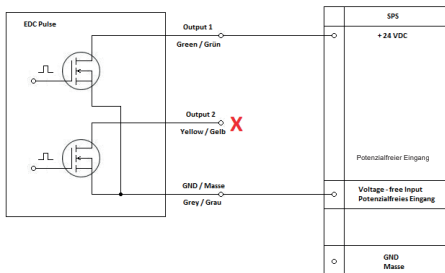 EDC Pulse
SPS
Output 1
Green / Grün
+ 24 VDC
Output 2
X
Yellow / Gelb
Potenzialfreier Eingang
GND / Masse
Grey / Grau
Voltage - free Input
Potenzialfreies Eingang
GND
Masse